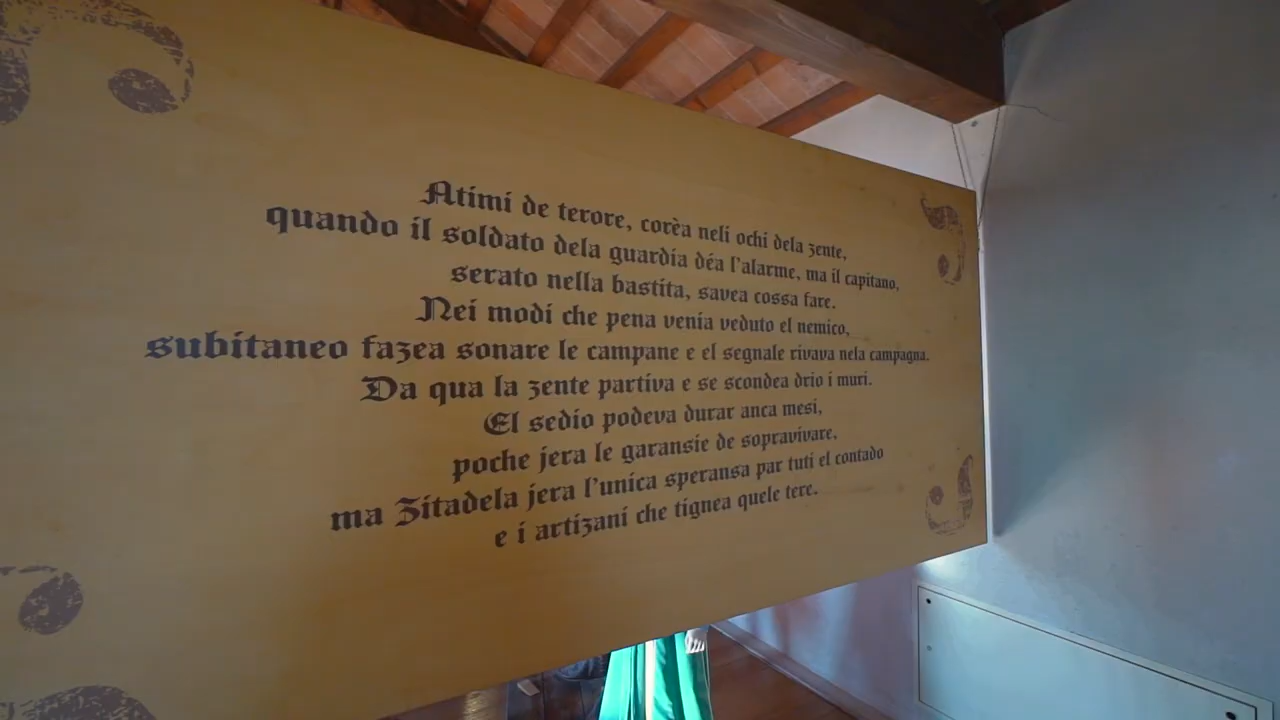 Atimi de terore, corèa neli ochi dela zente,
quando il soldato dela guardia déa l'alarme, ma il capitano,
serato nella bastita, savea cossa fare.
Nei modi che pena venia veduto el nemico,
subitaneo fazea sonare le campane e el segnale rivava nela campagna.
Da qua la zente partiva e se scondea drio i muri.
El sedio podeva durar anca mesi,
poche jera le garansie de sopravivare,
ma Zitadela jera l'unica speransa par tuti el contado
e i artizani che tignea quele tere.